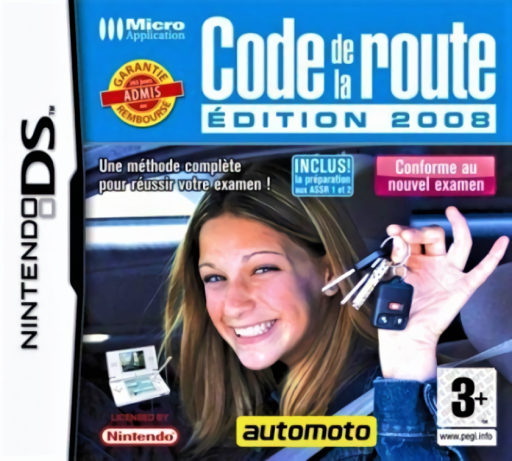 Micro
Application
Code de la route
ÉDITION 2008
GARANTIE
ADMIS
ou
REMBOURSÉ
Une méthode complète
pour réussir votre examen !
INCLUS!
la préparation
aux ASSR 1 et 2
Conforme au
nouvel examen
NINTENDO DS™
LICENSED BY
Nintendo
automoto
3+
www.pegi.info